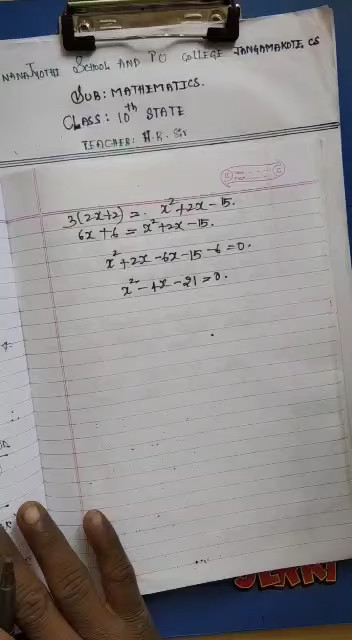 SCHOOL AND PU COLLEGE JANGAMAKOTE, CS
SUB: MATHEMATICS.
CLASS: 10th STATE
TEACHER: H.R. Sir
3(2x+2) = x²+2x-15.
6x+6 = x²+2x-15.
x²+2x-6x-15-6=0.
x²-4x-21=0.